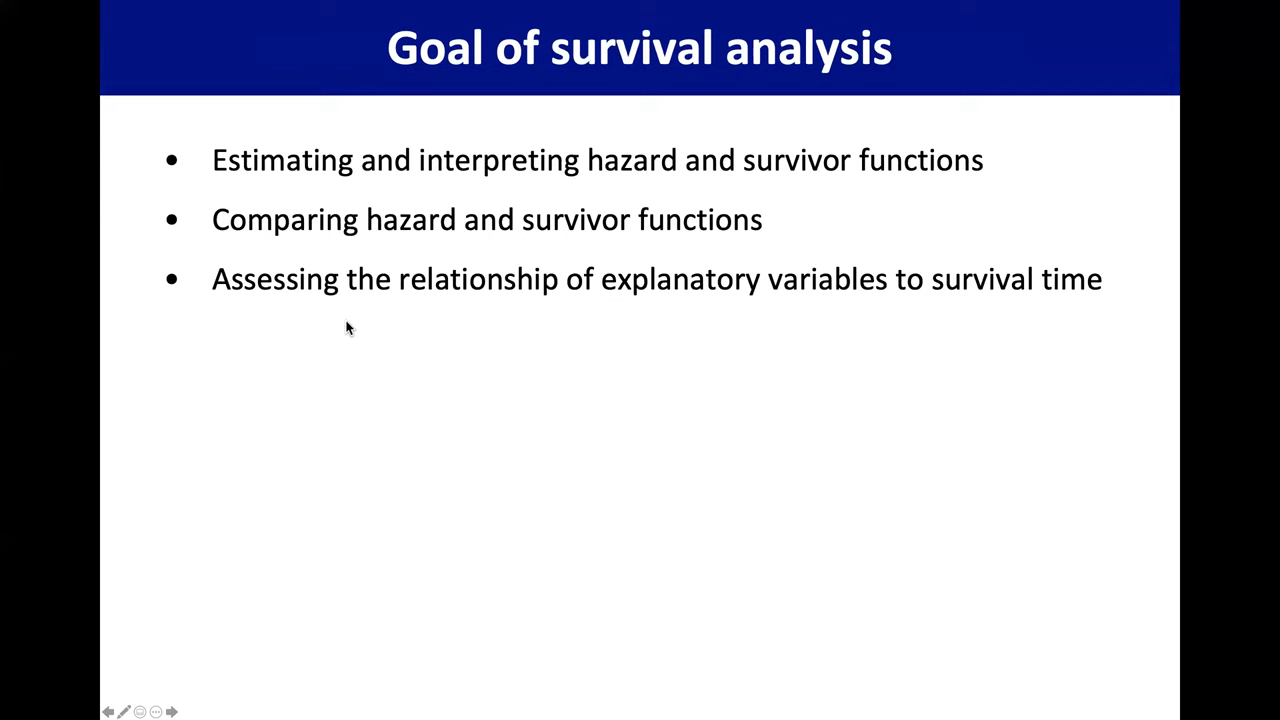 Goal of survival analysis
• Estimating and interpreting hazard and survivor functions
• Comparing hazard and survivor functions
• Assessing the relationship of explanatory variables to survival time